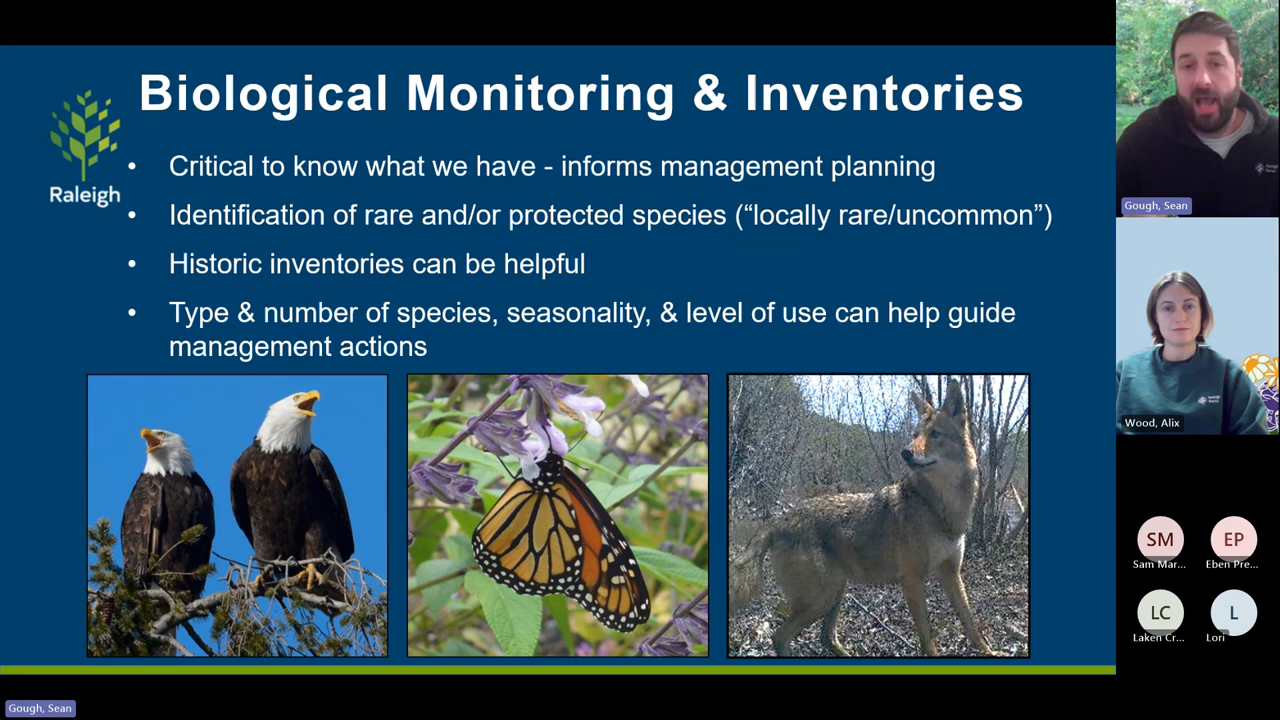 Biological Monitoring & Inventories
Raleigh
• Critical to know what we have - informs management planning
• Identification of rare and/or protected species (“locally rare/uncommon”)
• Historic inventories can be helpful
• Type & number of species, seasonality, & level of use can help guide
management actions
Gough, Sean
Wood, Alix
SM
EP
Sam Mar...
Eben Pre...
LC
L
Laken Cr...
Lori
Gough, Sean